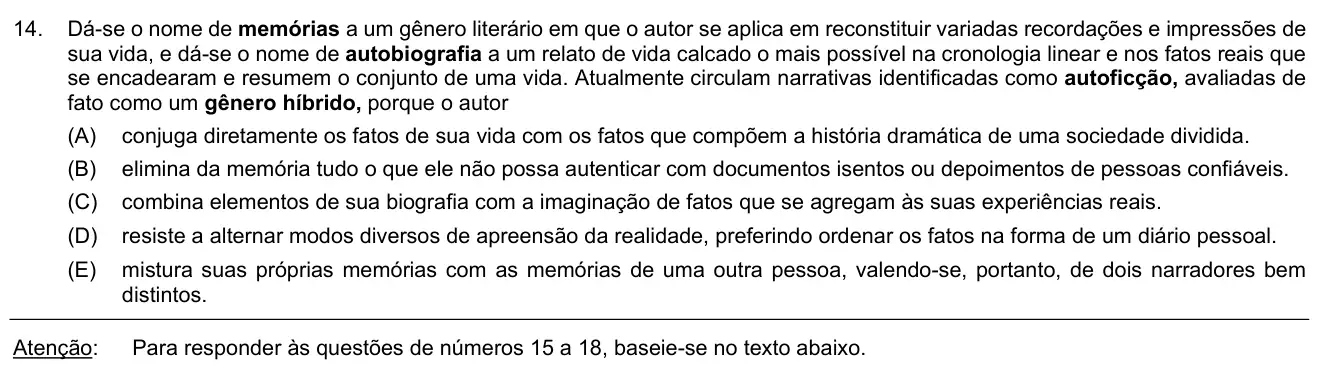 14. Dá-se o nome de memórias a um gênero literário em que o autor se aplica em reconstituir variadas recordações e impressões de
sua vida, e dá-se o nome de autobiografia a um relato de vida calcado o mais possível na cronologia linear e nos fatos reais que
se encadearam e resumem o conjunto de uma vida. Atualmente circulam narrativas identificadas como autoficção, avaliadas de
fato como um gênero híbrido, porque o autor
(A) conjuga diretamente os fatos de sua vida com os fatos que compõem a história dramática de uma sociedade dividida.
(B) elimina da memória tudo o que ele não possa autenticar com documentos isentos ou depoimentos de pessoas confiáveis.
(C) combina elementos de sua biografia com a imaginação de fatos que se agregam às suas experiências reais.
(D) resiste a alternar modos diversos de apreensão da realidade, preferindo ordenar os fatos na forma de um diário pessoal.
(E) mistura suas próprias memórias com as memórias de uma outra pessoa, valendo-se, portanto, de dois narradores bem
distintos.
Atenção: Para responder às questões de números 15 a 18, baseie-se no texto abaixo.